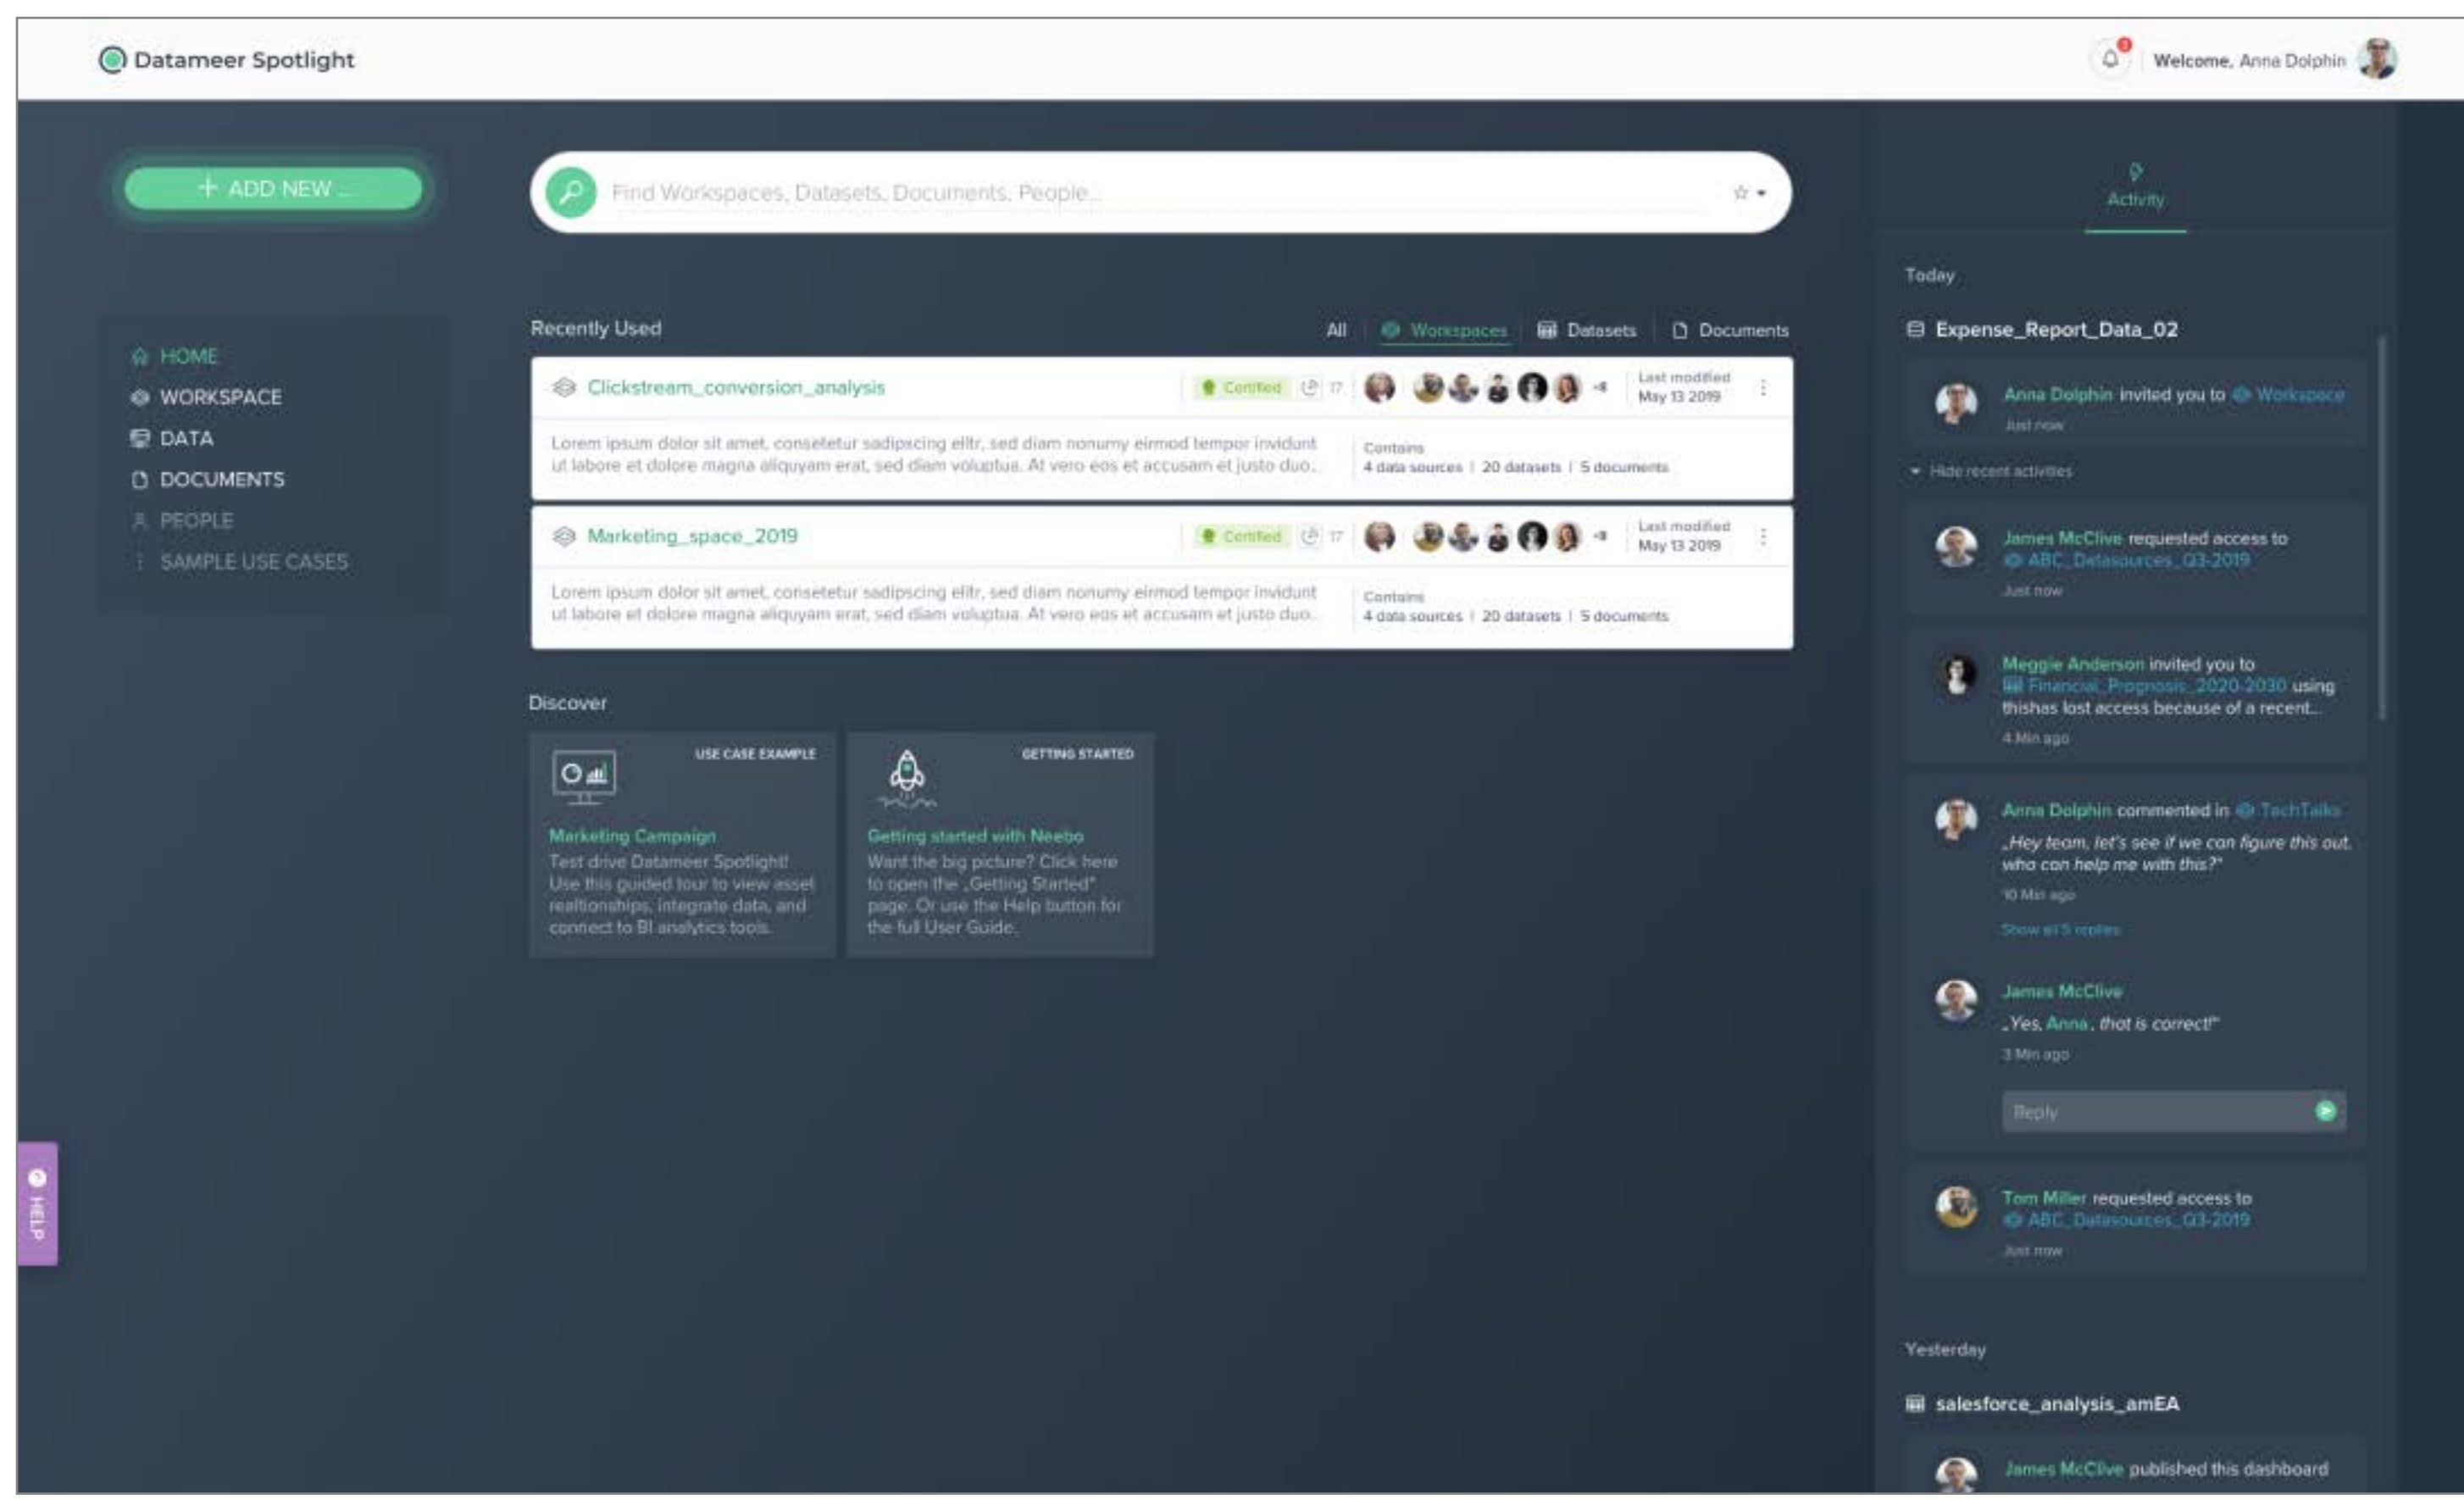 Datameer Spotlight
Welcome, Anna Dolphin
+ ADD NEW ...
HOME
WORKSPACE
DATA
DOCUMENTS
PEOPLE
SAMPLE USE CASES
HELP
Find Workspaces, Datasets, Documents, People...
Recently Used
All
Workspaces
Datasets
Documents
Clickstream_conversion_analysis
Certified
17
+8
Last modified
May 13 2019
Lorem ipsum dolor sit amet, consetetur sadipscing elitr, sed diam nonumy eirmod tempor invidunt
ut labore et dolore magna aliquyam erat, sed diam voluptua. At vero eos et accusam et justo duo...
Contains
4 data sources | 20 datasets | 5 documents
Marketing_space_2019
Certified
17
Last modified
May 13 2019
Lorem ipsum dolor sit amet, consetetur sadipscing elitr, sed diam nonumy eirmod tempor invidunt
ut labore et dolore magna aliquyam erat, sed diam voluptua. At vero eos et accusam et justo duo...
Contains
4 data sources | 20 datasets | 5 documents
Discover
USE CASE EXAMPLE
Marketing Campaign
Test drive Datameer Spotlight!
Use this guided tour to view asset
realtionships, integrate data, and
connect to BI analytics tools.
GETTING STARTED
Getting started with Neebo
Want the big picture? Click here
to open the „Getting Started“
page. Or use the Help button for
the full User Guide.
Activity
Today
Expense_Report_Data_02
Anna Dolphin invited you to Workspace
Just now
Hide recent activities
James McClive requested access to
ABC_Datasources_Q3-2019
Just now
Meggie Anderson invited you to
Financial_Prognosis_2020-2030 using
thishas lost access because of a recent...
4 Min ago
Anna Dolphin commented in TechTalks
„Hey team, let's see if we can figure this out,
who can help me with this?“
10 Min ago
Show all 5 replies
James McClive
„Yes, Anna, that is correct!“
3 Min ago
Reply
Tom Miller requested access to
ABC_Datasources_Q3-2019
Just now
Yesterday
salesforce_analysis_amEA
James McClive published this dashboard